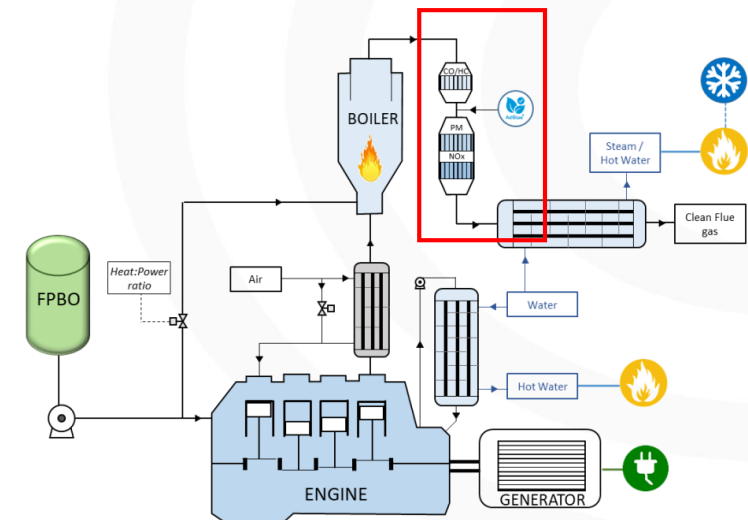 CO/HC
BOILER
AdBlue
PM
NOx
Steam /
Hot Water
Clean Flue
gas
Heat:Power
ratio
FPBO
Air
Water
Hot Water
ENGINE
GENERATOR